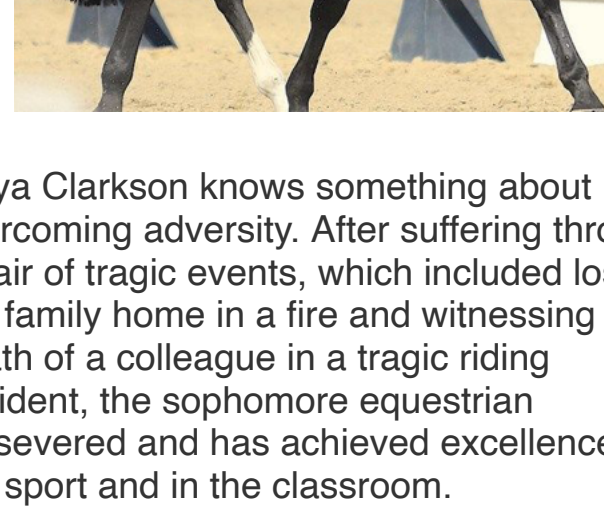 ya Clarkson knows something about
rcoming adversity. After suffering thro
air of tragic events, which included los
family home in a fire and witnessing
th of a colleague in a tragic riding
ident, the sophomore equestrian
severed and has achieved excellence
sport and in the classroom.